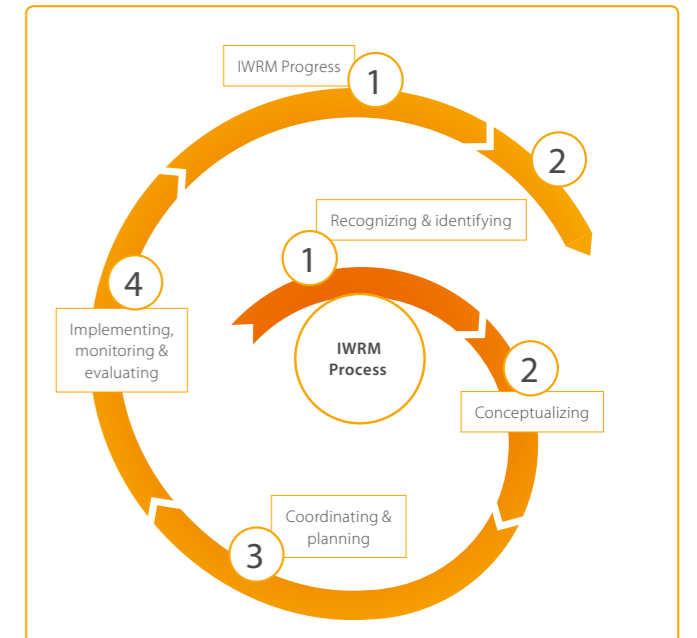 IWRM Progress
1
2
Recognizing & identifying
1
4
Implementing,
monitoring &
evaluating
IWRM
Process
2
Conceptualizing
Coordinating &
planning
3